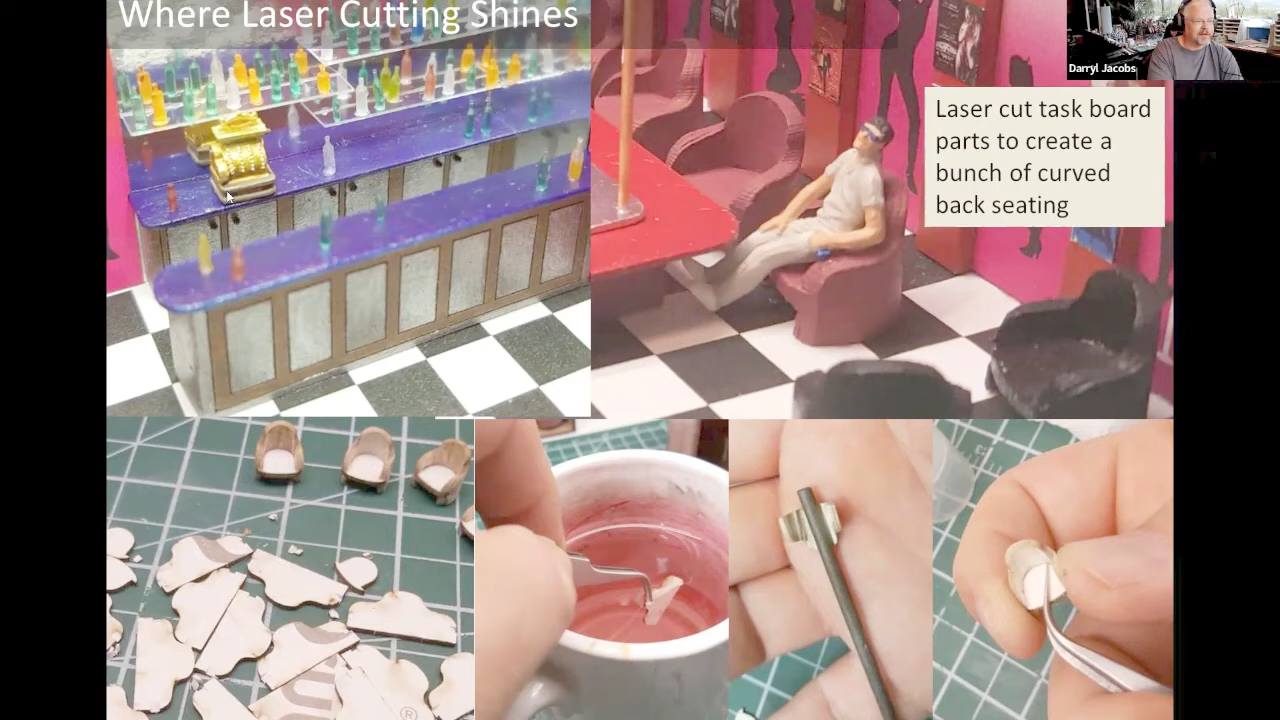 Where Laser Cutting Shines
Darryl Jacobs
Laser cut task board
parts to create a
bunch of curved
back seating
®